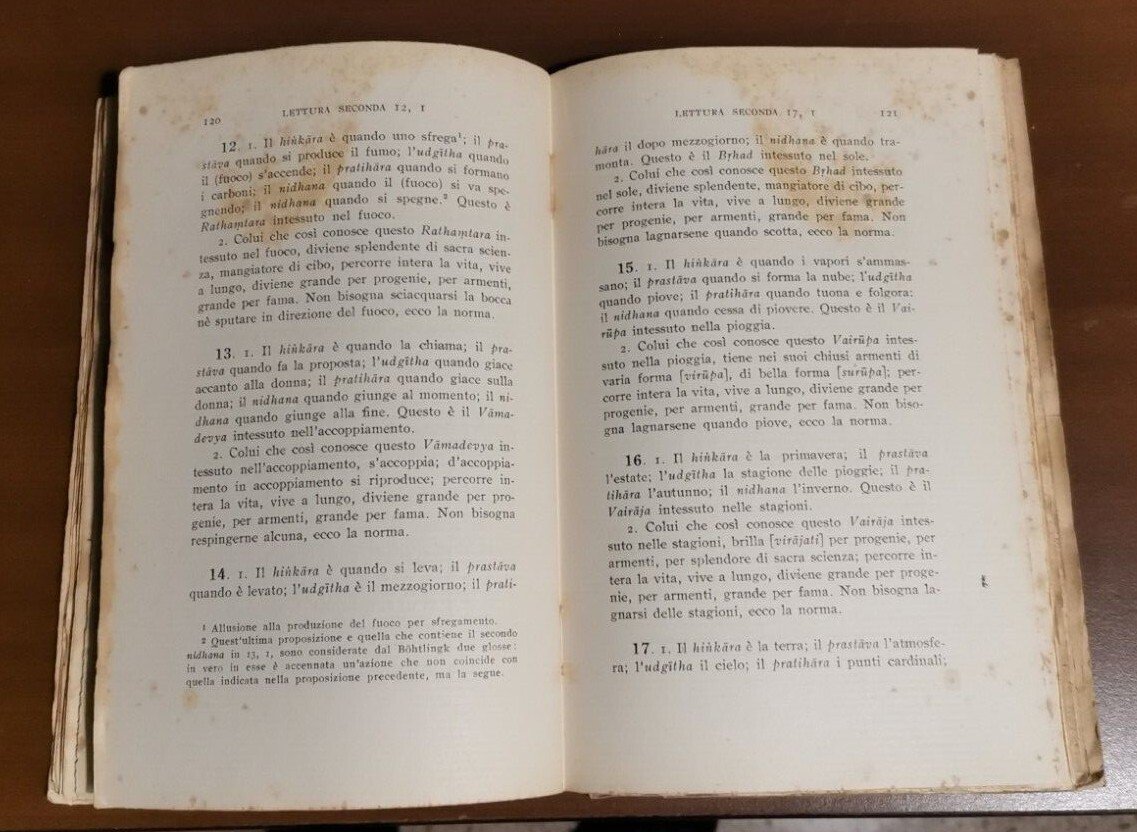 120
LETTURA SECONDA 12, 1
12. 1. Il hiṅkāra è quando uno sfrega¹; il pra-
stāva quando si produce il fumo; l'udgītha quando
il (fuoco) s'accende; il pratihāra quando si formano
i carboni; il nidhana quando il (fuoco) si va spe-
gnendo; il nidhana quando si spegne.² Questo è
Rathaṃtara intessuto nel fuoco.
2. Colui che così conosce questo Rathaṃtara in-
tessuto nel fuoco, diviene splendente di sacra scien-
za, mangiatore di cibo, percorre intera la vita, vive
a lungo, diviene grande per progenie, per armenti,
grande per fama. Non bisogna sciacquarsi la bocca
nè sputare in direzione del fuoco, ecco la norma.
13. 1. Il hiṅkāra è quando la chiama; il pra-
stāva quando fa la proposta; l'udgītha quando giace
accanto alla donna; il pratihāra quando giace sulla
donna; il nidhana quando giunge al momento; il ni-
dhana quando giunge alla fine. Questo è il Vāma-
devya intessuto nell'accoppiamento.
2. Colui che così conosce questo Vāmadevya in-
tessuto nell'accoppiamento, s'accoppia; d'accoppia-
mento in accoppiamento si riproduce; percorre in-
tera la vita, vive a lungo, diviene grande per pro-
genie, per armenti, grande per fama. Non bisogna
respingerne alcuna, ecco la norma.
14. 1. Il hiṅkāra è quando si leva; il prastāva
quando è levato; l'udgītha è il mezzogiorno; il prati-
¹ Allusione alla produzione del fuoco per sfregamento.
² Quest'ultima proposizione e quella che contiene il secondo
nidhana in 13, 1, sono considerate dal Böhtlingk due glosse:
in vero in esse è accennata un'azione che non coincide con
quella indicata nella proposizione precedente, ma la segue.
LETTURA SECONDA 17, 1
121
hāra il dopo mezzogiorno; il nidhana è quando tra-
monta. Questo è il Bṛhad intessuto nel sole.
2. Colui che così conosce questo Bṛhad intessuto
nel sole, diviene splendente, mangiatore di cibo, per-
corre intera la vita, vive a lungo, diviene grande
per progenie, per armenti, grande per fama. Non
bisogna lagnarsene quando scotta, ecco la norma.
15. 1. Il hiṅkāra è quando i vapori s'ammas-
sano; il prastāva quando si forma la nube; l'udgītha
quando piove; il pratihāra quando tuona e folgora;
il nidhana quando cessa di piovere. Questo è il Vai-
rūpa intessuto nella pioggia.
2. Colui che così conosce questo Vairūpa intes-
suto nella pioggia, tiene nei suoi chiusi armenti di
varia forma [virūpa], di bella forma [surūpa]; per-
corre intera la vita, vive a lungo, diviene grande per
progenie, per armenti, grande per fama. Non biso-
gna lagnarsene quando piove, ecco la norma.
16. 1. Il hiṅkāra è la primavera; il prastāva
l'estate; l'udgītha la stagione delle pioggie; il pra-
tihāra l'autunno; il nidhana l'inverno. Questo è il
Vairāja intessuto nelle stagioni.
2. Colui che così conosce questo Vairāja intes-
suto nelle stagioni, brilla [virājati] per progenie, per
armenti, per splendore di sacra scienza; percorre in-
tera la vita, vive a lungo, diviene grande per proge-
nie, per armenti, grande per fama. Non bisogna la-
gnarsi delle stagioni, ecco la norma.
17. 1. Il hiṅkāra è la terra; il prastāva l'atmosfe-
ra; l'udgītha il cielo; il pratihāra i punti cardinali;